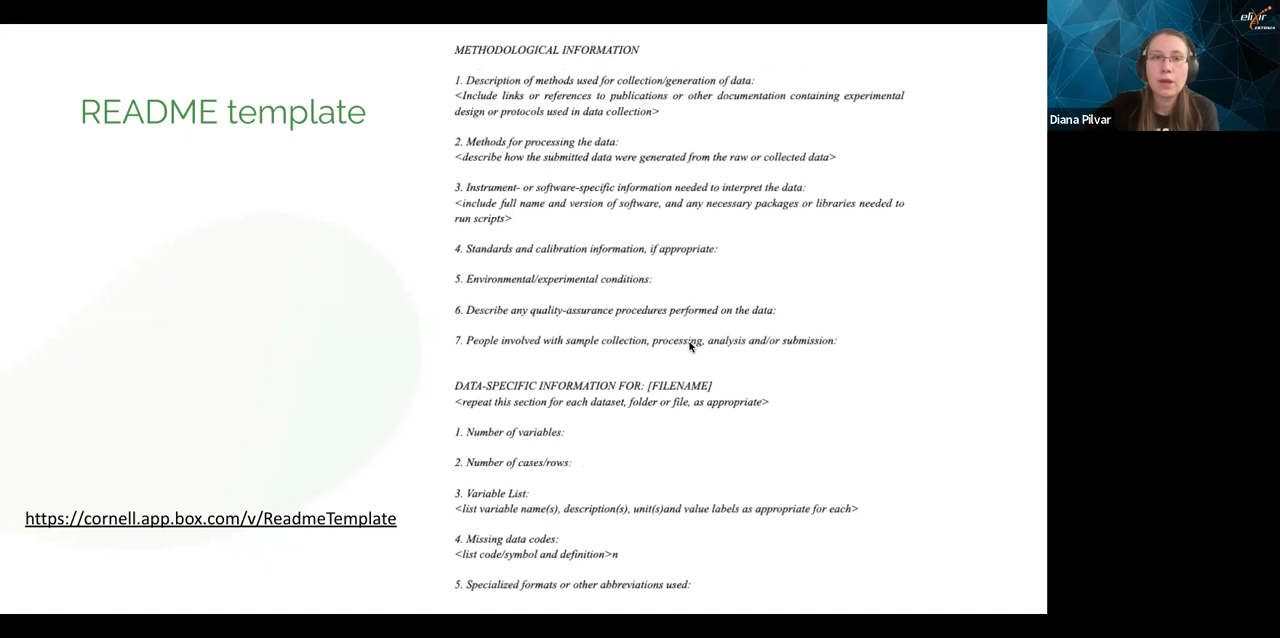 README template
https://cornell.app.box.com/v/ReadmeTemplate
METHODOLOGICAL INFORMATION
1. Description of methods used for collection/generation of data:
<Include links or references to publications or other documentation containing experimental
design or protocols used in data collection>
2. Methods for processing the data:
<describe how the submitted data were generated from the raw or collected data>
3. Instrument- or software-specific information needed to interpret the data:
<include full name and version of software, and any necessary packages or libraries needed to
run scripts>
4. Standards and calibration information, if appropriate:
5. Environmental/experimental conditions:
6. Describe any quality-assurance procedures performed on the data:
7. People involved with sample collection, processing, analysis and/or submission:
DATA-SPECIFIC INFORMATION FOR: [FILENAME]
<repeat this section for each dataset, folder or file, as appropriate>
1. Number of variables:
2. Number of cases/rows:
3. Variable List:
<list variable name(s), description(s), unit(s)and value labels as appropriate for each>
4. Missing data codes:
<list code/symbol and definition>n
5. Specialized formats or other abbreviations used:
elixir
ESTONIA
Diana Pilvar